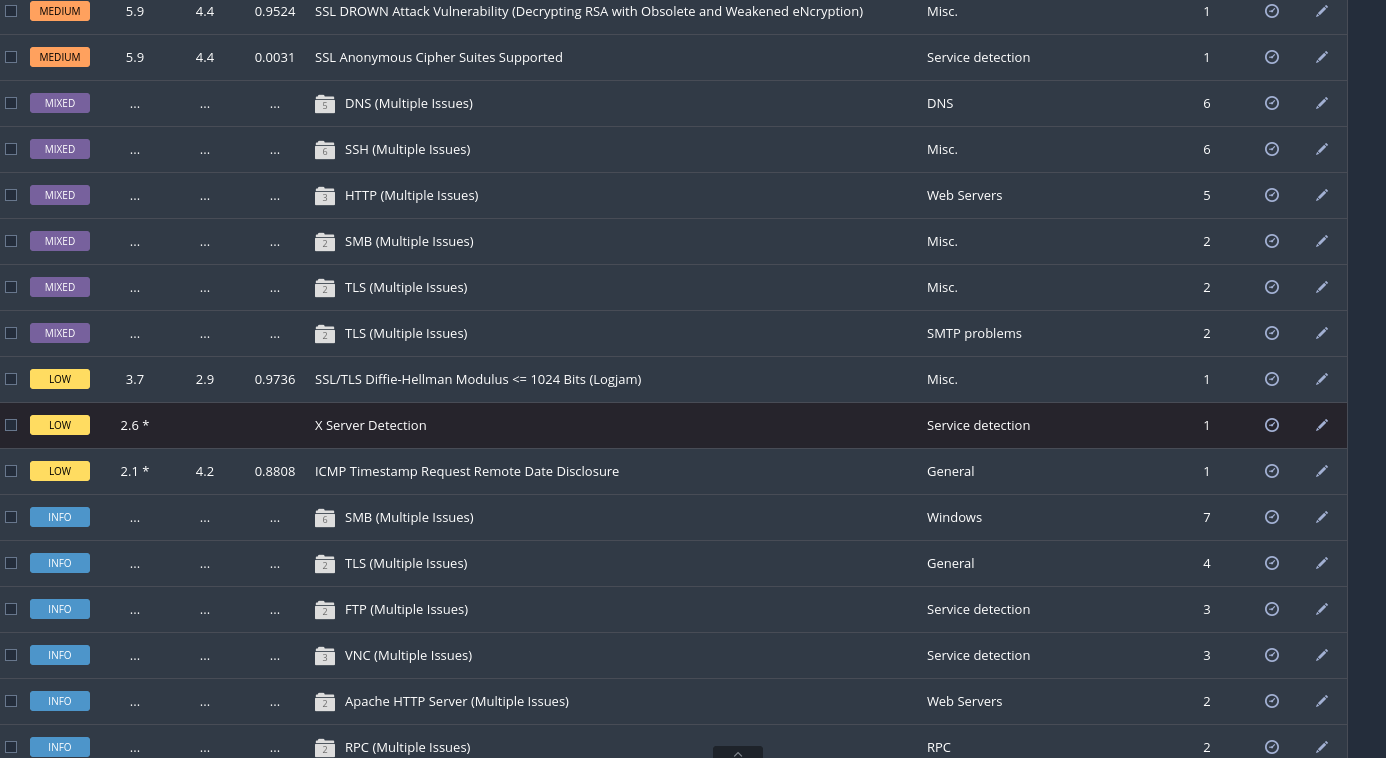 MEDIUM 5.9 4.4 0.9524 SSL DROWN Attack Vulnerability (Decrypting RSA with Obsolete and Weakened eNcryption) Misc. 1
MEDIUM 5.9 4.4 0.0031 SSL Anonymous Cipher Suites Supported Service detection 1
MIXED ... ... ... 5 DNS (Multiple Issues) DNS 6
MIXED ... ... ... 6 SSH (Multiple Issues) Misc. 6
MIXED ... ... ... 3 HTTP (Multiple Issues) Web Servers 5
MIXED ... ... ... 2 SMB (Multiple Issues) Misc. 2
MIXED ... ... ... 2 TLS (Multiple Issues) Misc. 2
MIXED ... ... ... 2 TLS (Multiple Issues) SMTP problems 2
LOW 3.7 2.9 0.9736 SSL/TLS Diffie-Hellman Modulus <= 1024 Bits (Logjam) Misc. 1
LOW 2.6 * X Server Detection Service detection 1
LOW 2.1 * 4.2 0.8808 ICMP Timestamp Request Remote Date Disclosure General 1
INFO ... ... ... 6 SMB (Multiple Issues) Windows 7
INFO ... ... ... 2 TLS (Multiple Issues) General 4
INFO ... ... ... 2 FTP (Multiple Issues) Service detection 3
INFO ... ... ... 3 VNC (Multiple Issues) Service detection 3
INFO ... ... ... 2 Apache HTTP Server (Multiple Issues) Web Servers 2
INFO ... ... ... 2 RPC (Multiple Issues) RPC 2